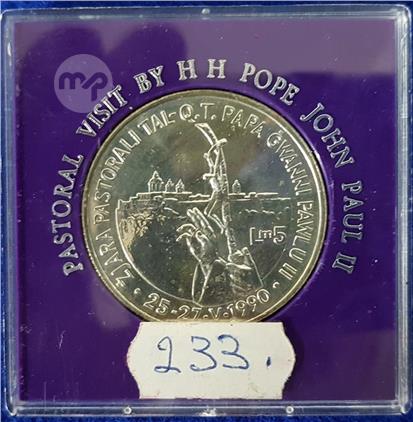 mp
PASTORAL VISIT BY H H POPE JOHN PAUL II
ŻJARA PASTORALI TAL-Q.T. PAPA ĠWANNI PAWLU II
Lm5
25-27·V·1990
233.